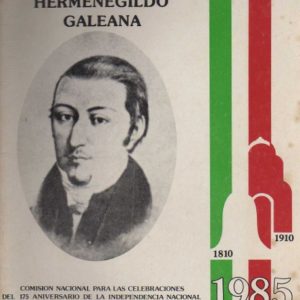 HERMENEGILDO
GALEANA
1910
1810
COMISION NACIONAL PARA LAS CELEBRACIONES
DEL 175 ANIVERSARIO DE LA INDEPENDENCIA NACIONAL
1985